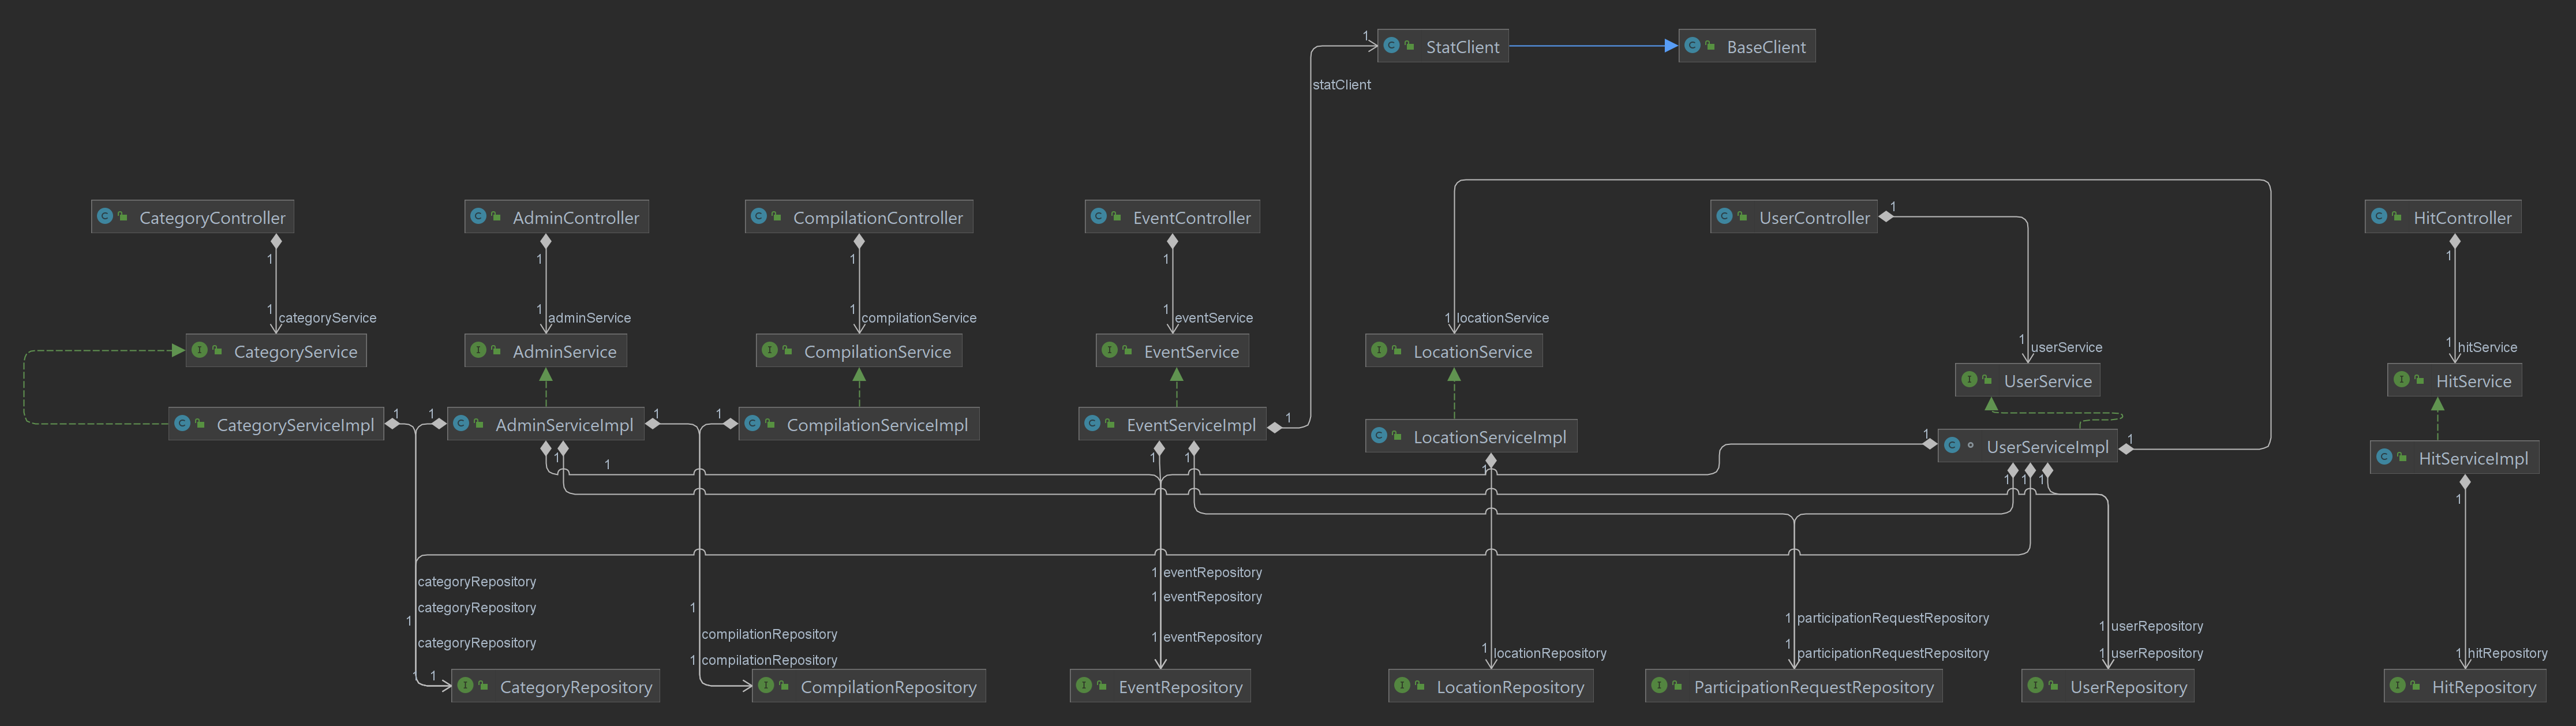 1
StatClient
BaseClient
statClient
CategoryController
AdminController
CompilationController
EventController
UserController
1
HitController
1
1
1
1
1
1
categoryService
1
adminService
1
compilationService
1
eventService
1
locationService
1
userService
1
hitService
CategoryService
AdminService
CompilationService
EventService
LocationService
UserService
HitService
CategoryServiceImpl
1
1
AdminServiceImpl
1
1
CompilationServiceImpl
EventServiceImpl
1
LocationServiceImpl
1
UserServiceImpl
1
HitServiceImpl
1
1
1
1
1
1
1
1
1
categoryRepository
categoryRepository
categoryRepository
1
1
1
1
compilationRepository
1
compilationRepository
1
eventRepository
1
eventRepository
1
eventRepository
1
locationRepository
1
participationRequestRepository
1
participationRequestRepository
1
userRepository
1
userRepository
1
hitRepository
CategoryRepository
CompilationRepository
EventRepository
LocationRepository
ParticipationRequestRepository
UserRepository
HitRepository